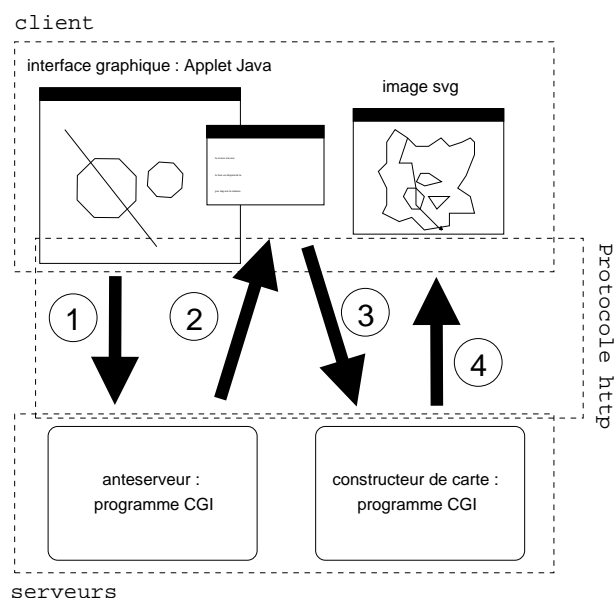 client
interface graphique : Applet Java
image svg
1
2
3
4
Protocole http
anteserveur :
programme CGI
constructeur de carte :
programme CGI
serveurs